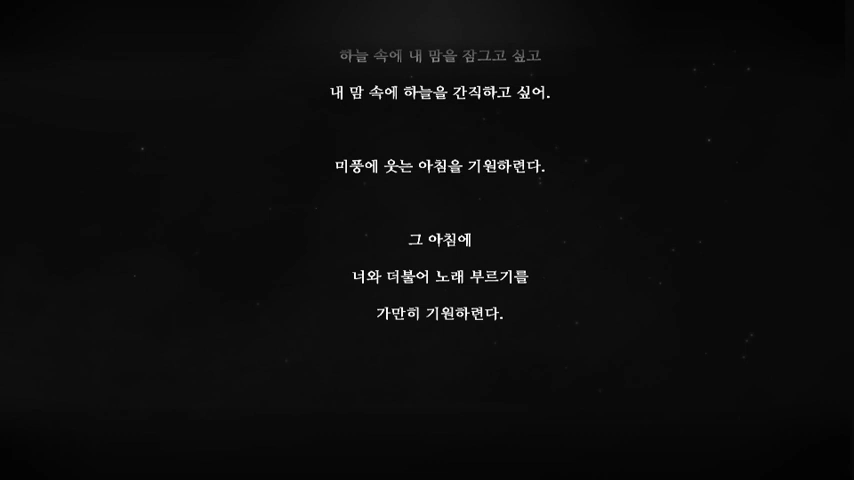 하늘 속에 내 맘을 잠그고 싶고
내 맘 속에 하늘을 간직하고 싶어.
미풍에 웃는 아침을 기원하련다.
그 아침에
너와 더불어 노래 부르기를
가만히 기원하련다.